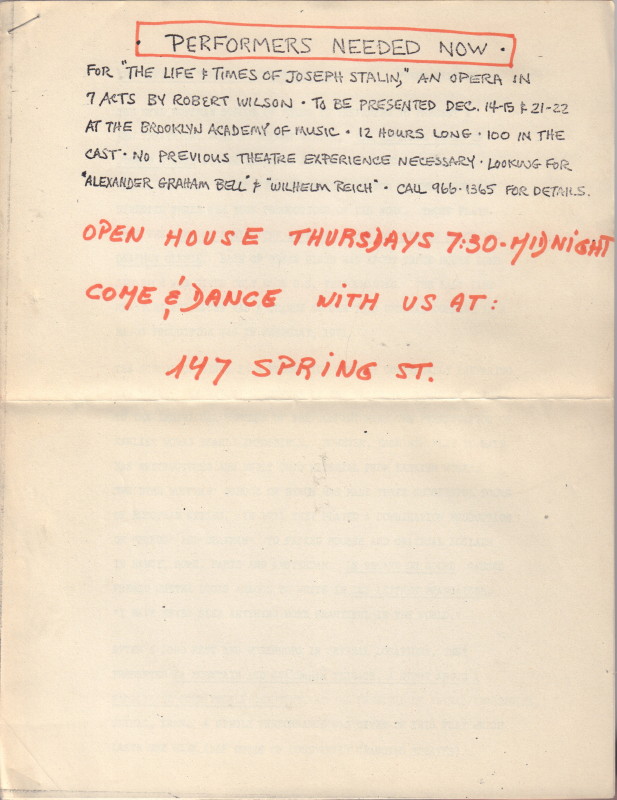 · PERFORMERS NEEDED NOW ·
FOR "THE LIFE & TIMES OF JOSEPH STALIN," AN OPERA IN
7 ACTS BY ROBERT WILSON · TO BE PRESENTED DEC. 14-15 & 21-22
AT THE BROOKLYN ACADEMY OF MUSIC · 12 HOURS LONG · 100 IN THE
CAST · NO PREVIOUS THEATRE EXPERIENCE NECESSARY · LOOKING FOR
"ALEXANDER GRAHAM BELL" & "WILHELM REICH" · CALL 966-1365 FOR DETAILS.
OPEN HOUSE THURSDAYS 7:30-MIDNIGHT
COME & DANCE WITH US AT:
147 SPRING ST.